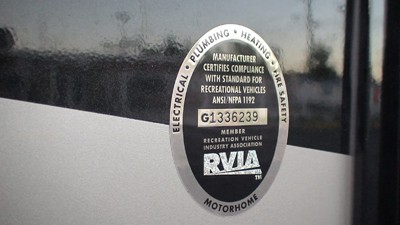 ELECTRICAL • PLUMBING • HEATING • FIRE SAFETY
MANUFACTURER
CERTIFIES COMPLIANCE
WITH STANDARD FOR
RECREATIONAL VEHICLES
ANSI/NFPA 1192
G1336239
MEMBER
RECREATION VEHICLE
INDUSTRY ASSOCIATION
RVIA
TM
MOTORHOME